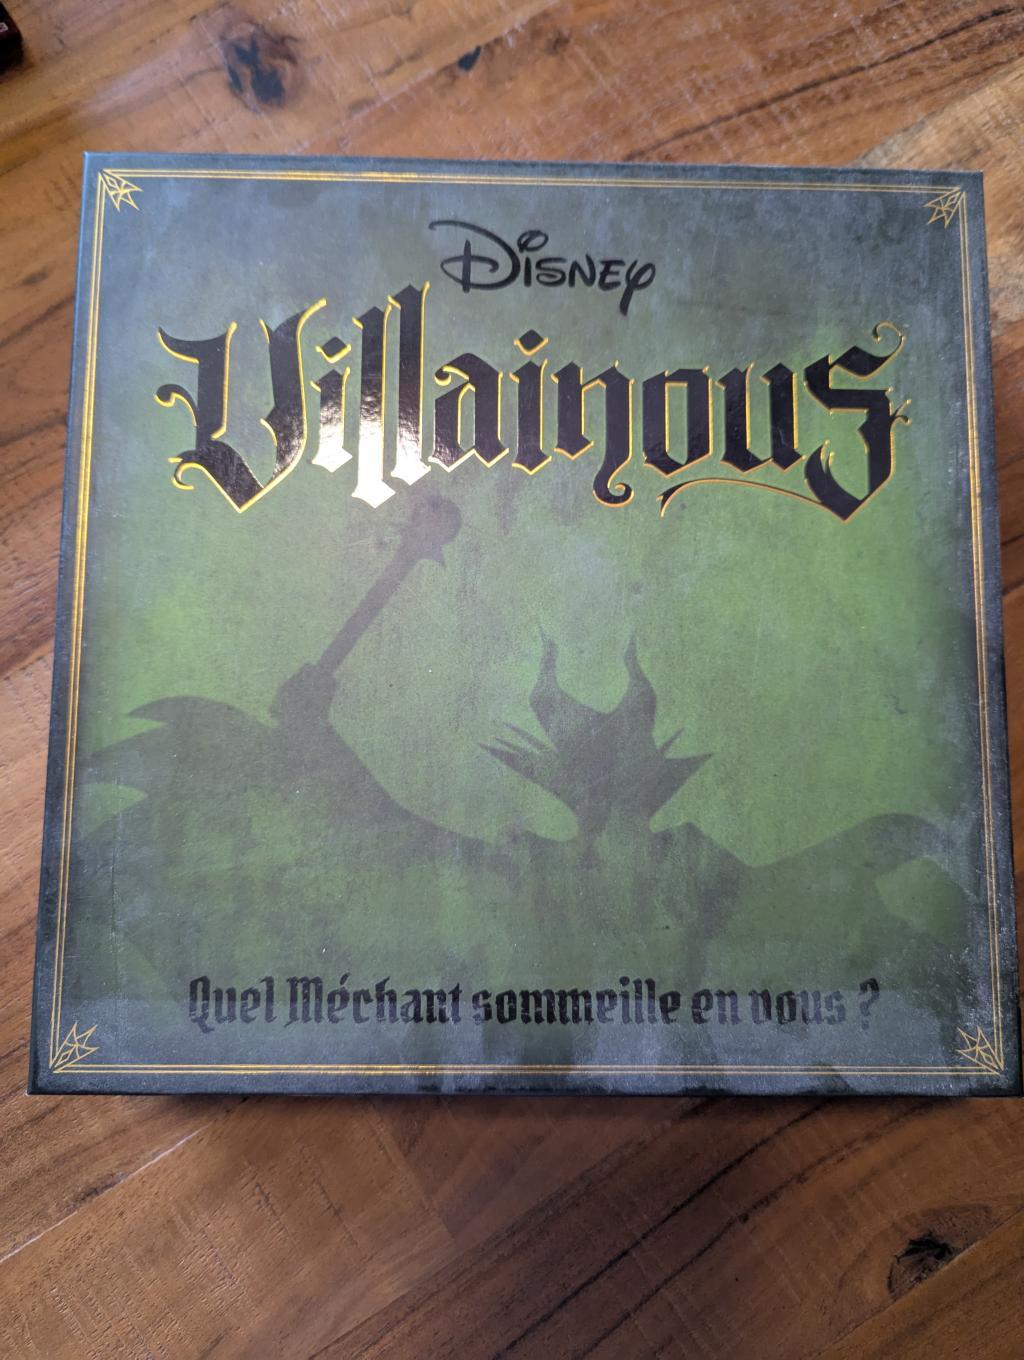 Disney
Villainous
Quel Méchant sommeille en vous ?